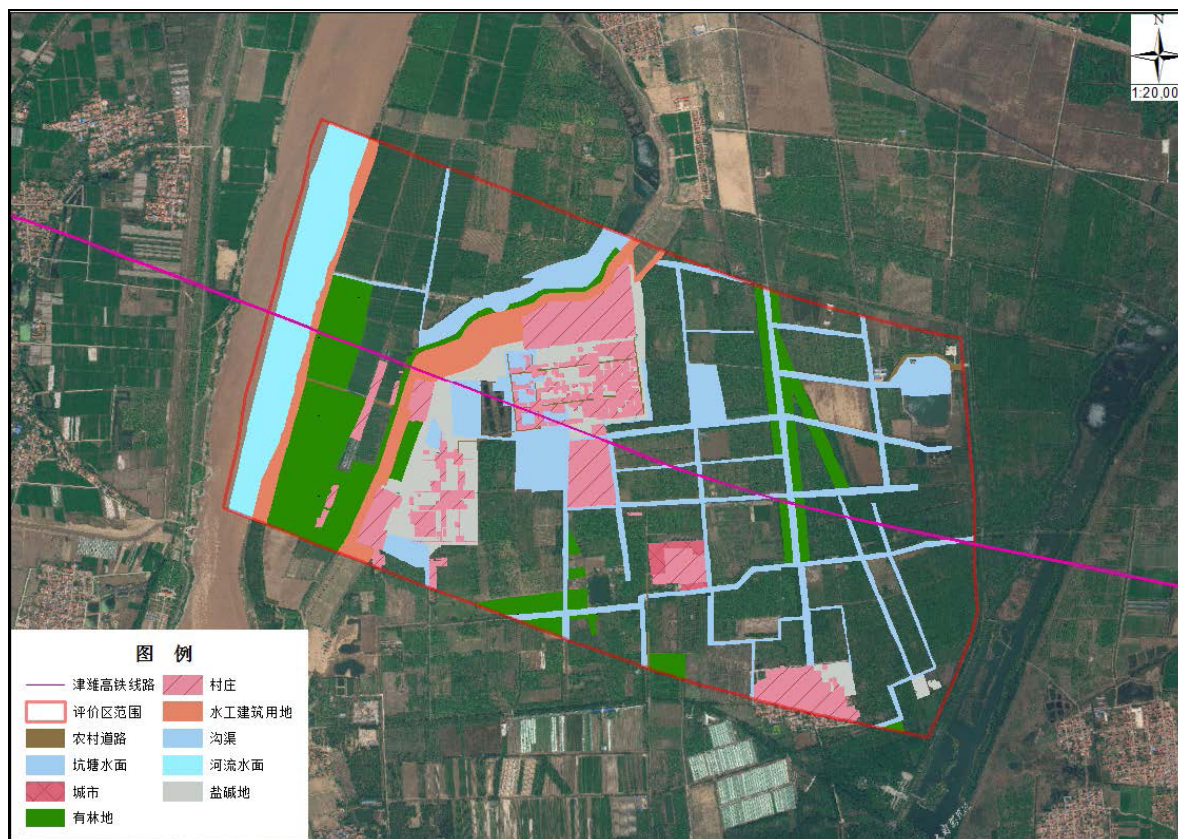 N
1:20,00
图 例
津潍高铁线路
村庄
评价区范围
水工建筑用地
农村道路
沟渠
坑塘水面
河流水面
城市
盐碱地
有林地